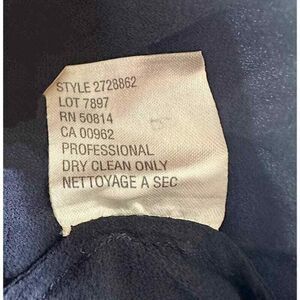 STYLE 2728862
LOT 7897
RN 50814
CA 00962
PROFESSIONAL
DRY CLEAN ONLY
NETTOYAGE A SEC